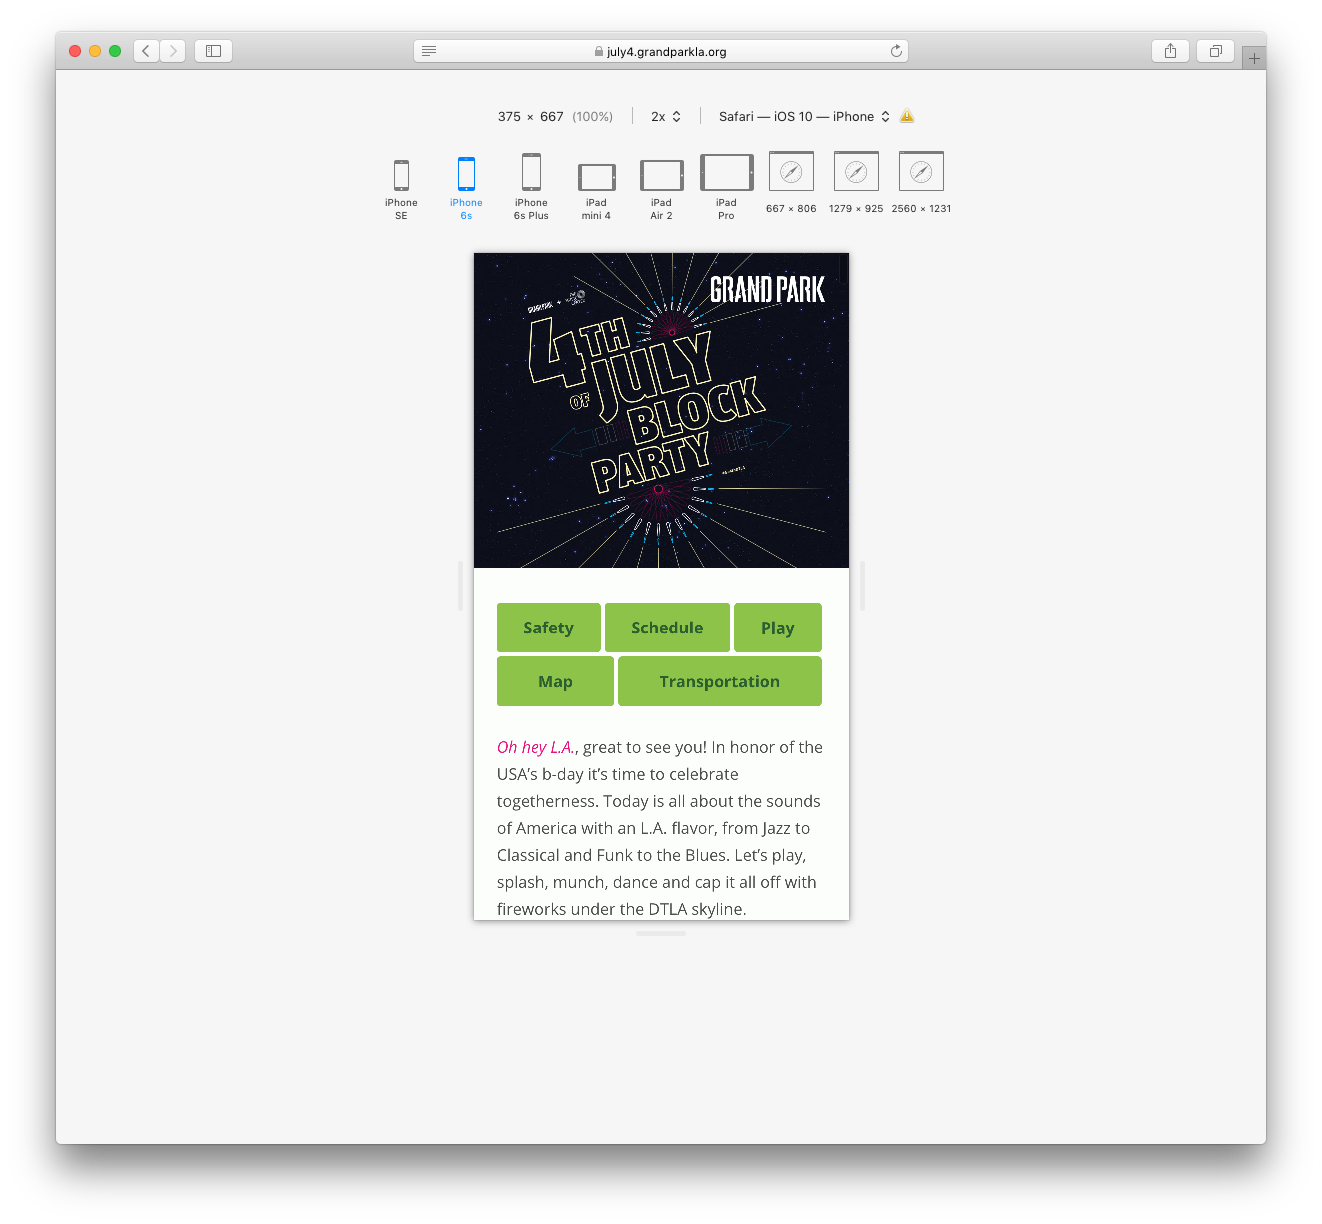 july4.grandparkla.org
375 × 667 (100%) 2x Safari — iOS 10 — iPhone
iPhone SE
iPhone 6s
iPhone 6s Plus
iPad mini 4
iPad Air 2
iPad Pro
667 × 806
1279 × 925
2560 × 1231
GRAND PARK
GRAND PARK +
4TH
OF JULY
BLOCK
PARTY
Safety Schedule Play
Map Transportation
Oh hey L.A., great to see you! In honor of the
USA’s b-day it’s time to celebrate
togetherness. Today is all about the sounds
of America with an L.A. flavor, from Jazz to
Classical and Funk to the Blues. Let’s play,
splash, munch, dance and cap it all off with
fireworks under the DTLA skyline.